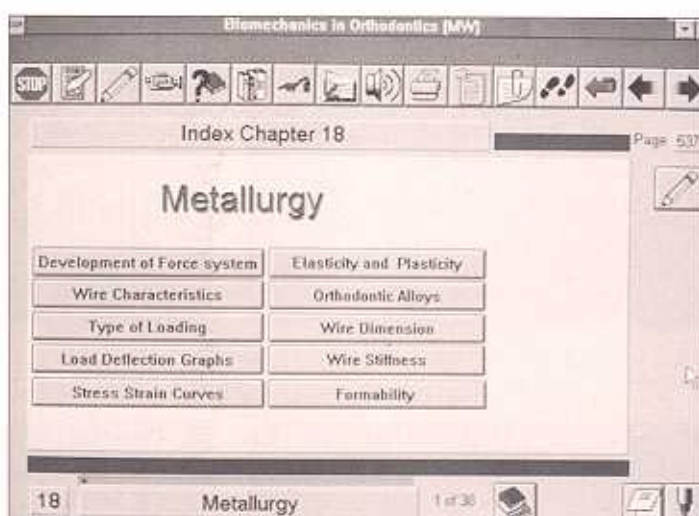 Biomechanics in Orthodontics [MW]
STOP
Index Chapter 18
Page 537
Metallurgy
Development of Force system Elasticity and Plasticity
Wire Characteristics Orthodontic Alloys
Type of Loading Wire Dimension
Load Deflection Graphs Wire Stiffness
Stress Strain Curves Formability
18 Metallurgy 1 of 36